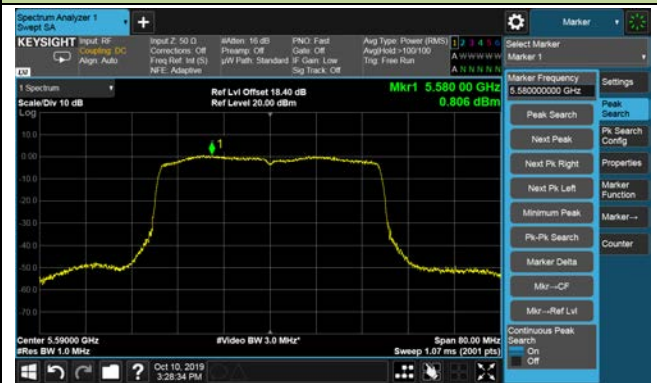 Spectrum Analyzer 1
Swept SA
Marker
KEYSIGHT Input: RF
Coupling: DC
Align: Auto
Input Z: 50 Ω
Corrections: Off
Freq Ref: Int (S)
NFE: Adaptive
#Atten: 16 dB
Preamp: Off
µW Path: Standard
PNO: Fast
Gate: Off
IF Gain: Low
Sig Track: Off
Avg Type: Power (RMS)
Avg|Hold:>100/100
Trig: Free Run
1 2 3 4 5 6
A W W W W W
A N N N N N
LXI
Select Marker
Marker 1
1 Spectrum
Scale/Div 10 dB
Log
Ref Lvl Offset 18.40 dB
Ref Level 20.00 dBm
Mkr1 5.580 00 GHz
0.806 dBm
10.0
0.00
-10.0
-20.0
-30.0
-40.0
-50.0
-60.0
-70.0
1
Center 5.59000 GHz
#Res BW 1.0 MHz
#Video BW 3.0 MHz*
Span 80.00 MHz
Sweep 1.07 ms (2001 pts)
Marker Frequency
5.580000000 GHz
Peak Search
Next Peak
Next Pk Right
Next Pk Left
Minimum Peak
Pk-Pk Search
Marker Delta
Mkr→CF
Mkr→Ref Lvl
Continuous Peak
Search
On
Off
Settings
Peak
Search
Pk Search
Config
Properties
Marker
Function
Marker→
Counter
?
Oct 10, 2019
3:28:34 PM